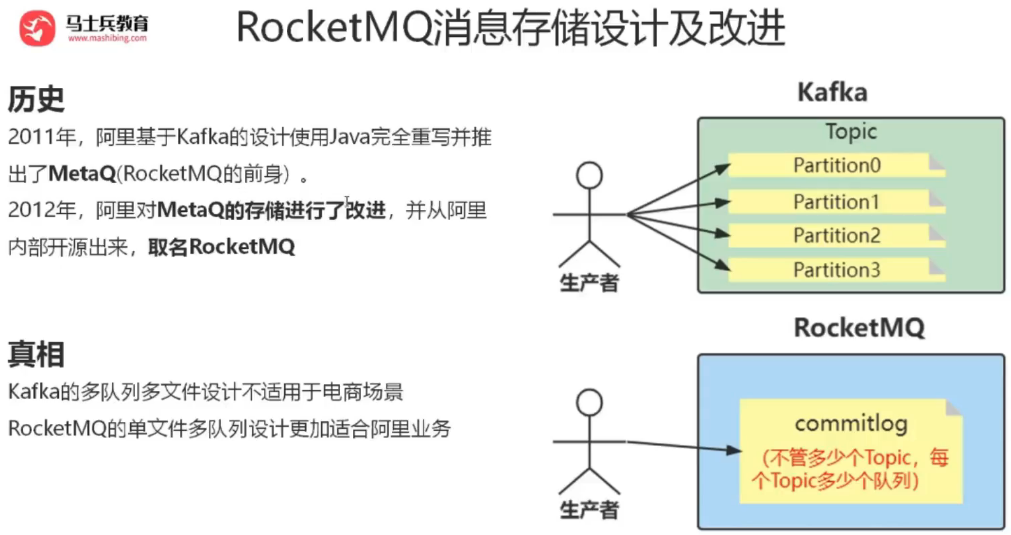 马士兵教育
www.mashibing.com
RocketMQ消息存储设计及改进
历史
2011年，阿里基于Kafka的设计使用Java完全重写并推
出了MetaQ(RocketMQ的前身）。
2012年，阿里对MetaQ的存储进行了改进，并从阿里
内部开源出来，取名RocketMQ
真相
Kafka的多队列多文件设计不适用于电商场景
RocketMQ的单文件多队列设计更加适合阿里业务
Kafka
Topic
Partition0
Partition1
Partition2
Partition3
生产者
RocketMQ
commitlog
（不管多少个Topic，每
个Topic多少个队列）
生产者